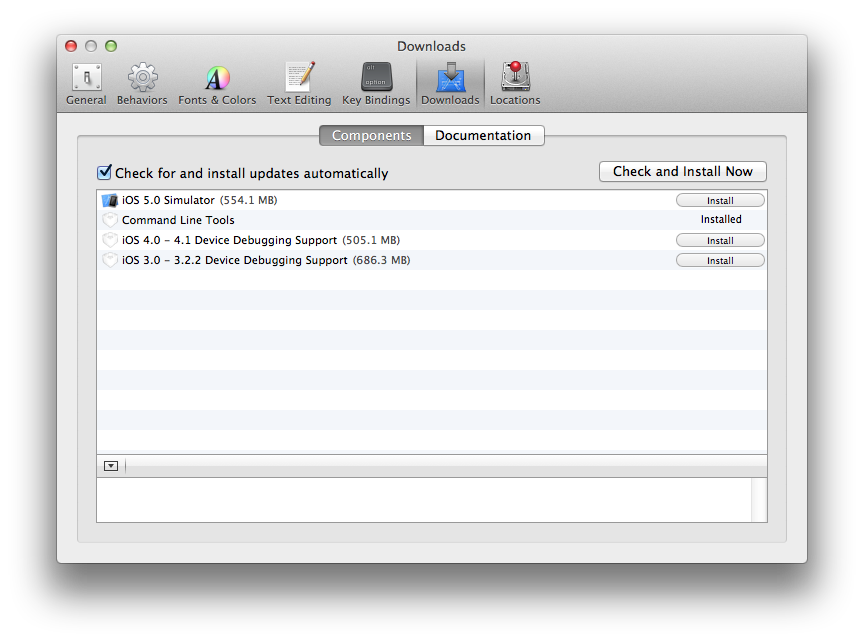 Downloads
General Behaviors Fonts & Colors Text Editing Key Bindings Downloads Locations
alt
option
Components Documentation
Check for and install updates automatically Check and Install Now
iOS 5.0 Simulator (554.1 MB) Install
Command Line Tools Installed
iOS 4.0 – 4.1 Device Debugging Support (505.1 MB) Install
iOS 3.0 – 3.2.2 Device Debugging Support (686.3 MB) Install